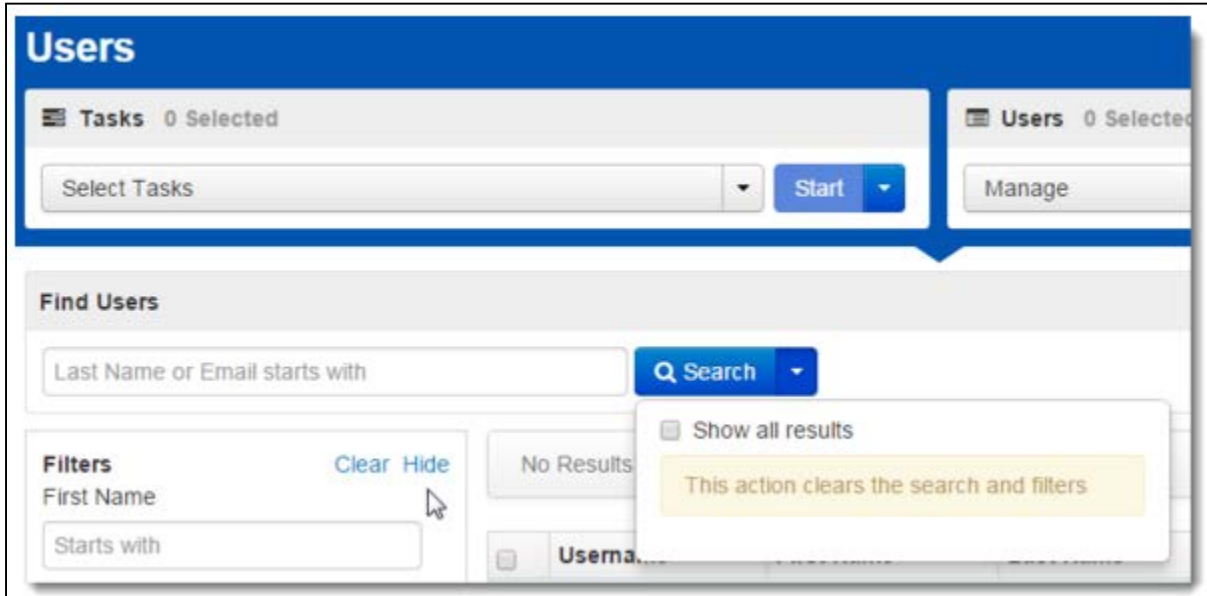 Users
Tasks 0 Selected
Users 0 Selected
Select Tasks
Start
Manage
Find Users
Last Name or Email starts with
Search
Show all results
Filters
Clear Hide
No Results
This action clears the search and filters
First Name
Starts with